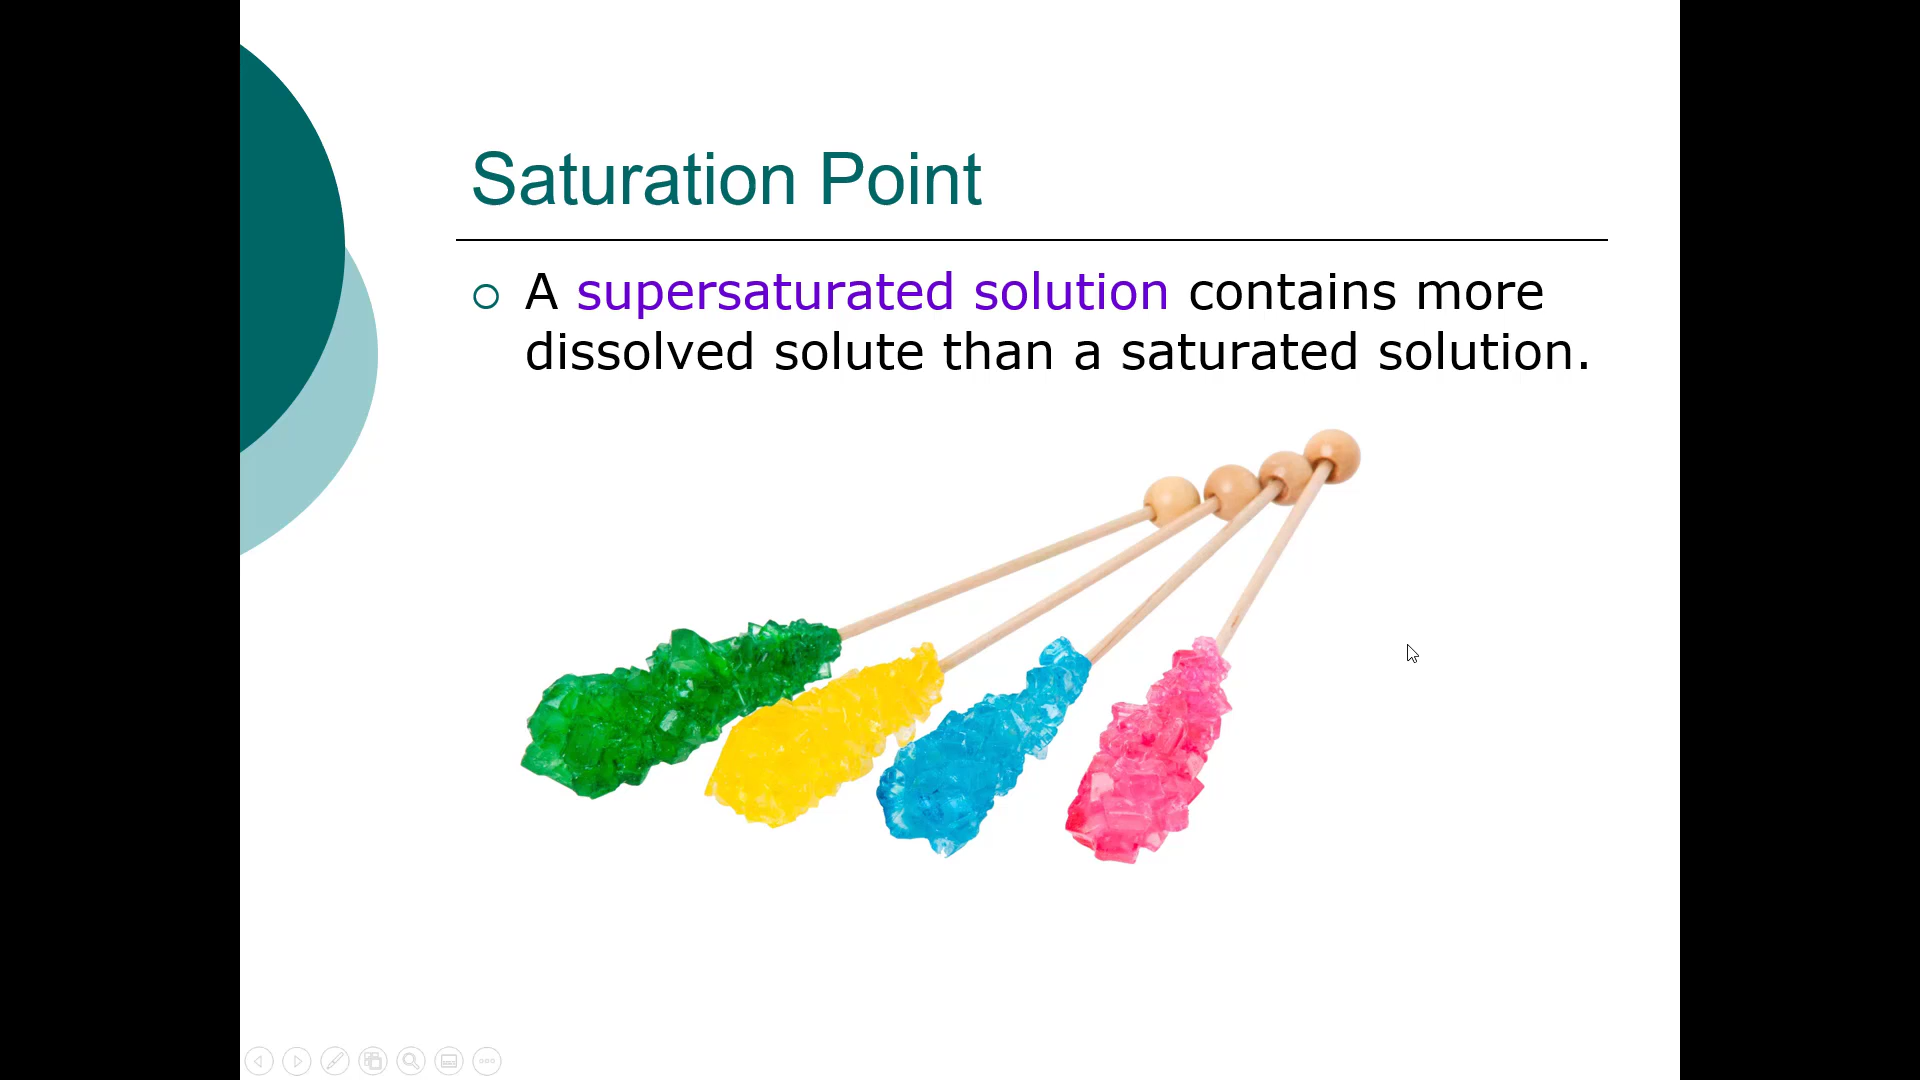 Saturation Point
A supersaturated solution contains more
dissolved solute than a saturated solution.